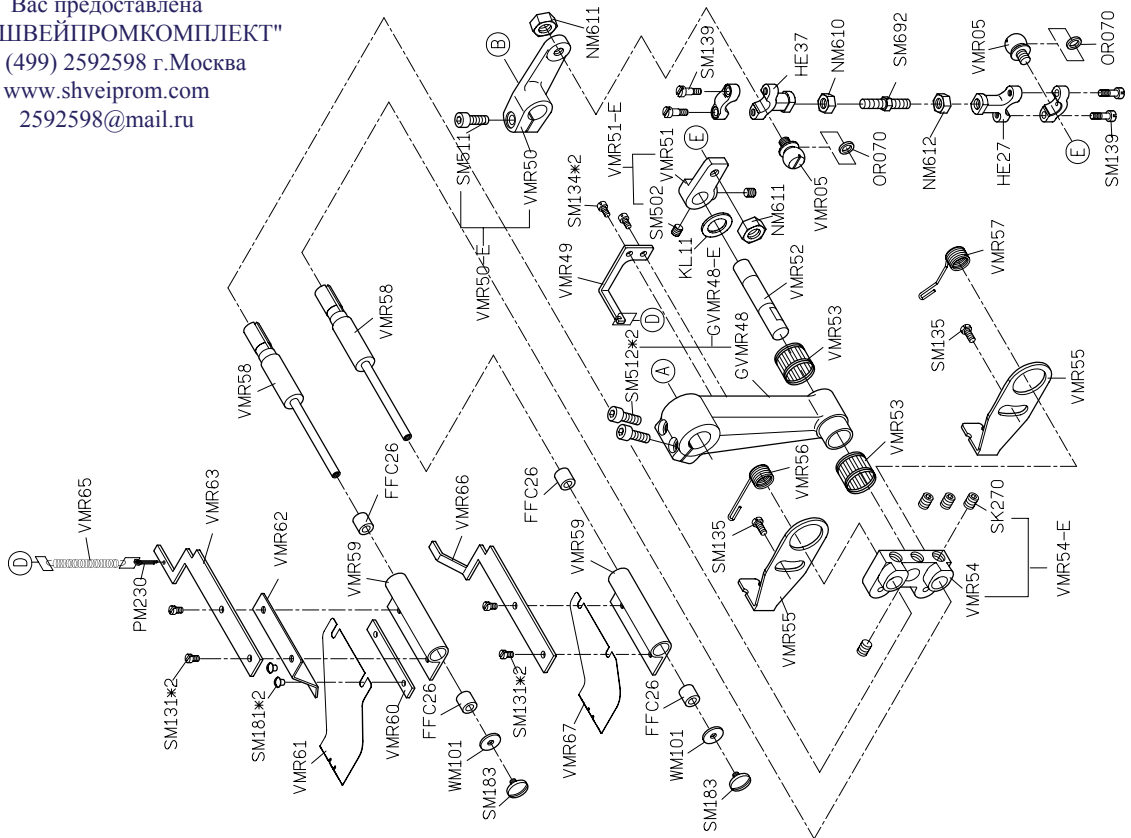 Вас предоставлена
ШВЕЙПРОМКОМПЛЕКТ"
(499) 2592598 г.Москва
www.shveiprom.com
2592598@mail.ru
NM611
B
SM511
VMR50
VMR50-E
SM139
HE37
NM610
SM692
VMR05
OR070
NM612
HE27
E
SM139
VMR51-E
VMR51
E
SM502
SM134*2
OR070
VMR05
NM611
KL11
VMR49
D
GVMR48-E
VMR52
VMR57
SM512*2
GVMR48
VMR53
SM135
A
VMR55
VMR58
VMR58
VMR53
VMR56
SM135
SK270
VMR54-E
VMR54
VMR55
D
VMR65
PM230
VMR63
VMR62
FFC26
VMR59
VMR66
FFC26
VMR59
SM131*2
SM181*2
VMR61
VMR60
FFC26
WM101
SM183
SM131*2
VMR67
FFC26
WM101
SM183